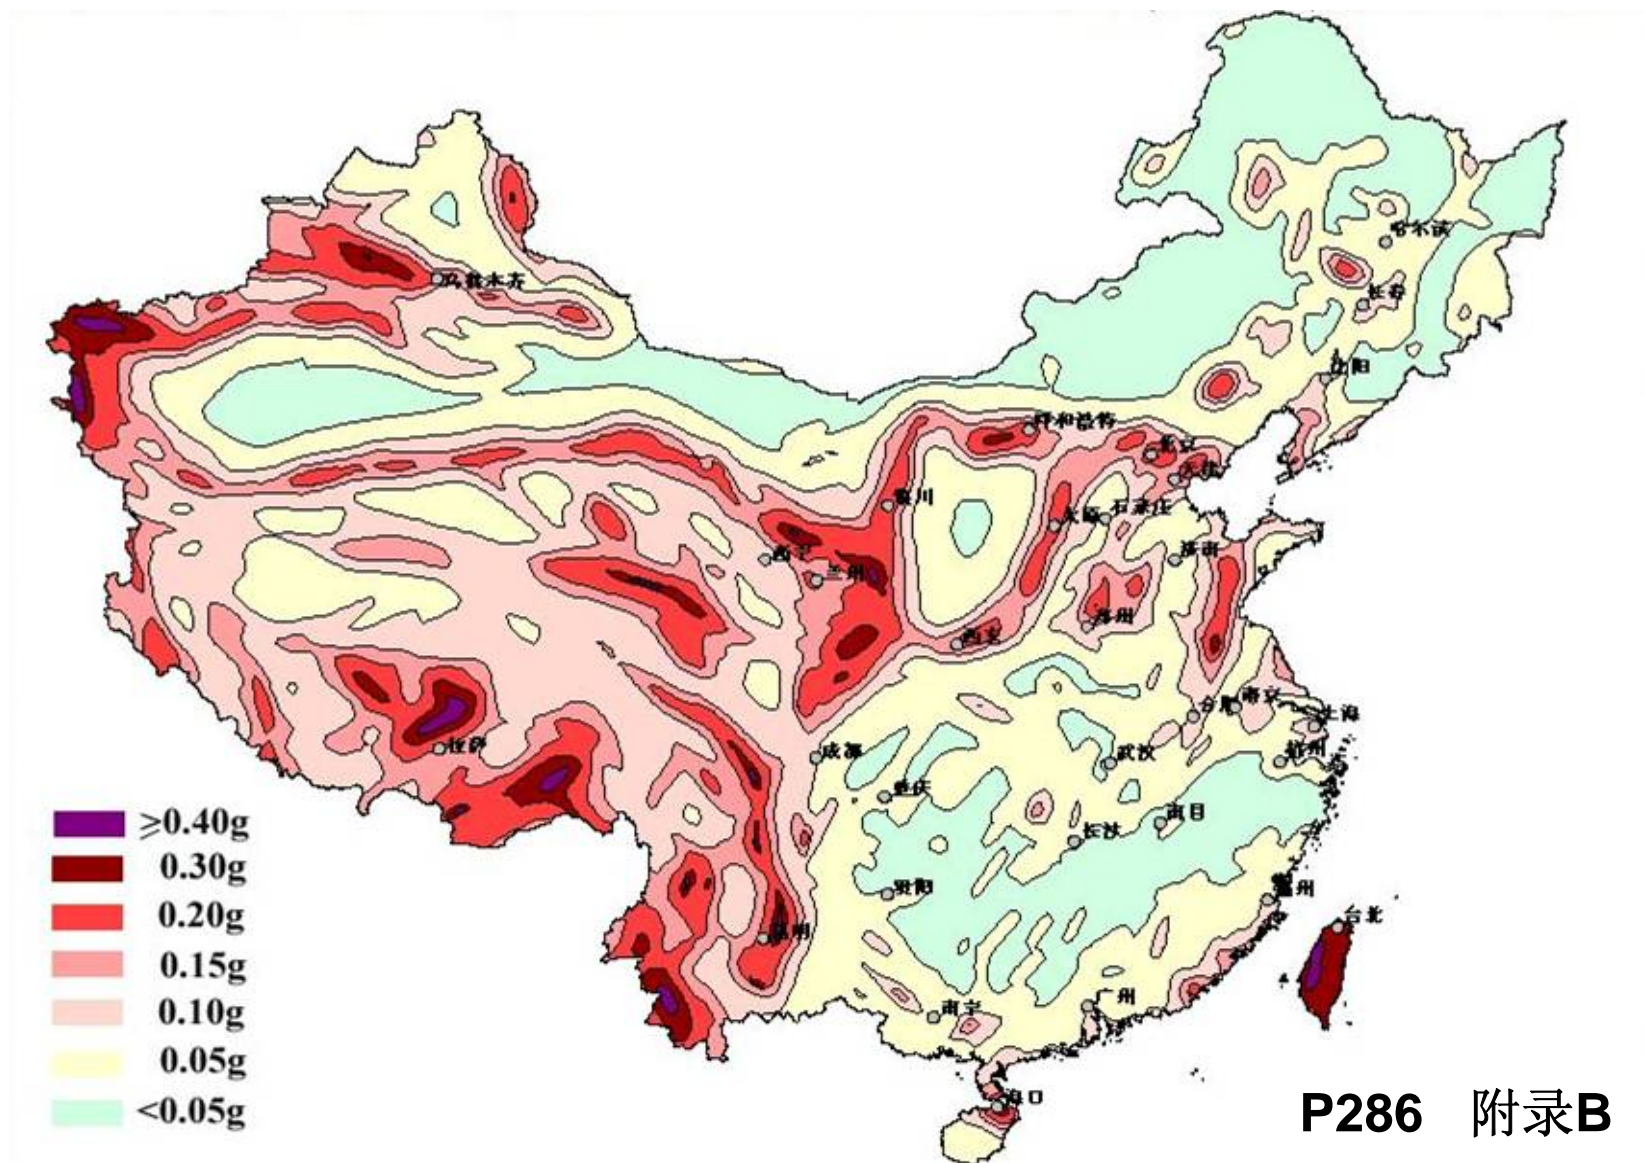 哈尔滨
长春
沈阳
乌鲁木齐
呼和浩特
北京
天津
银川
石家庄
太原
济南
西宁
兰州
郑州
西安
南京
合肥
上海
拉萨
成都
武汉
杭州
重庆
南昌
长沙
贵阳
福州
台北
昆明
广州
南宁
海口
≥0.40g
0.30g
0.20g
0.15g
0.10g
0.05g
<0.05g
P286 附录B